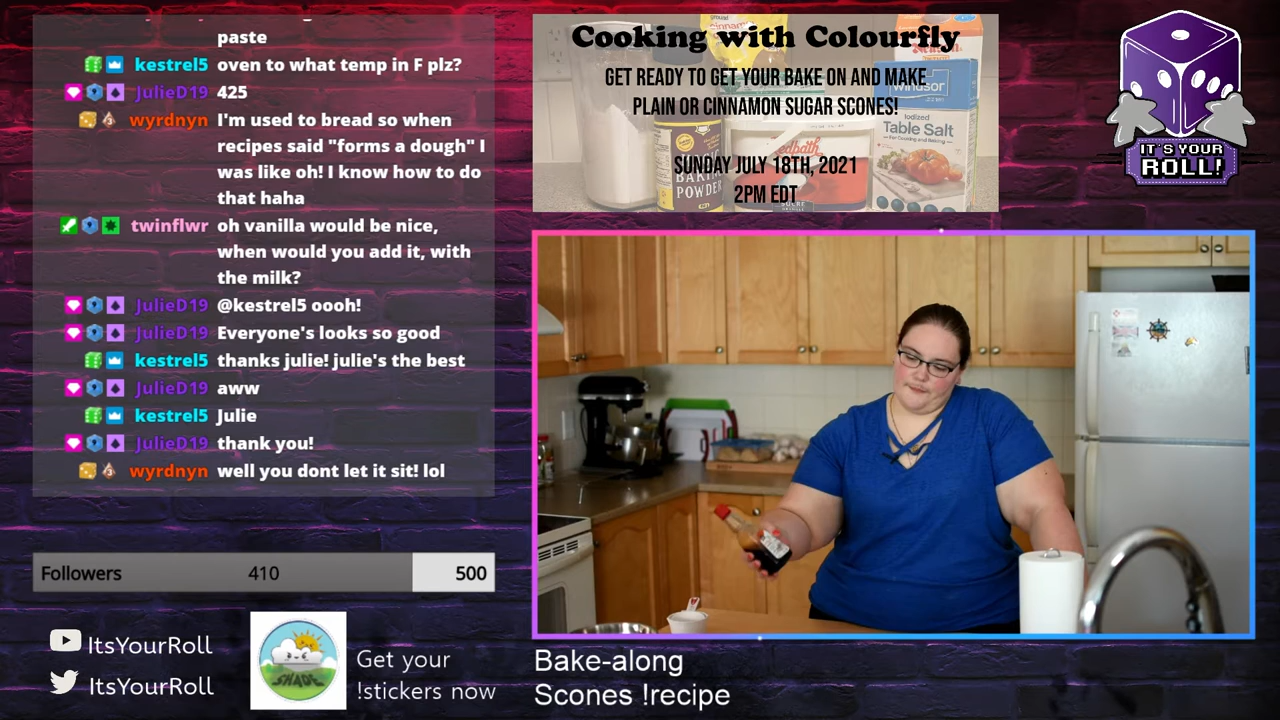 paste
kestrel5 oven to what temp in F plz?
JulieD19 425
wyrdnyn I'm used to bread so when
recipes said "forms a dough" I
was like oh! I know how to do
that haha
twinflwr oh vanilla would be nice,
when would you add it, with
the milk?
JulieD19 @kestrel5 oooh!
JulieD19 Everyone's looks so good
kestrel5 thanks julie! julie's the best
JulieD19 aww
kestrel5 Julie
JulieD19 thank you!
wyrdnyn well you dont let it sit! lol
Followers 410 500
ItsYourRoll
ItsYourRoll
SHADE
Get your
!stickers now
Cooking with Colourfly
GET READY TO GET YOUR BAKE ON AND MAKE
PLAIN OR CINNAMON SUGAR SCONES!
SUNDAY JULY 18TH, 2021
2PM EDT
Windsor
Iodized
Table Salt
BAKING
POWDER
IT'S YOUR
ROLL!
Bake-along
Scones !recipe